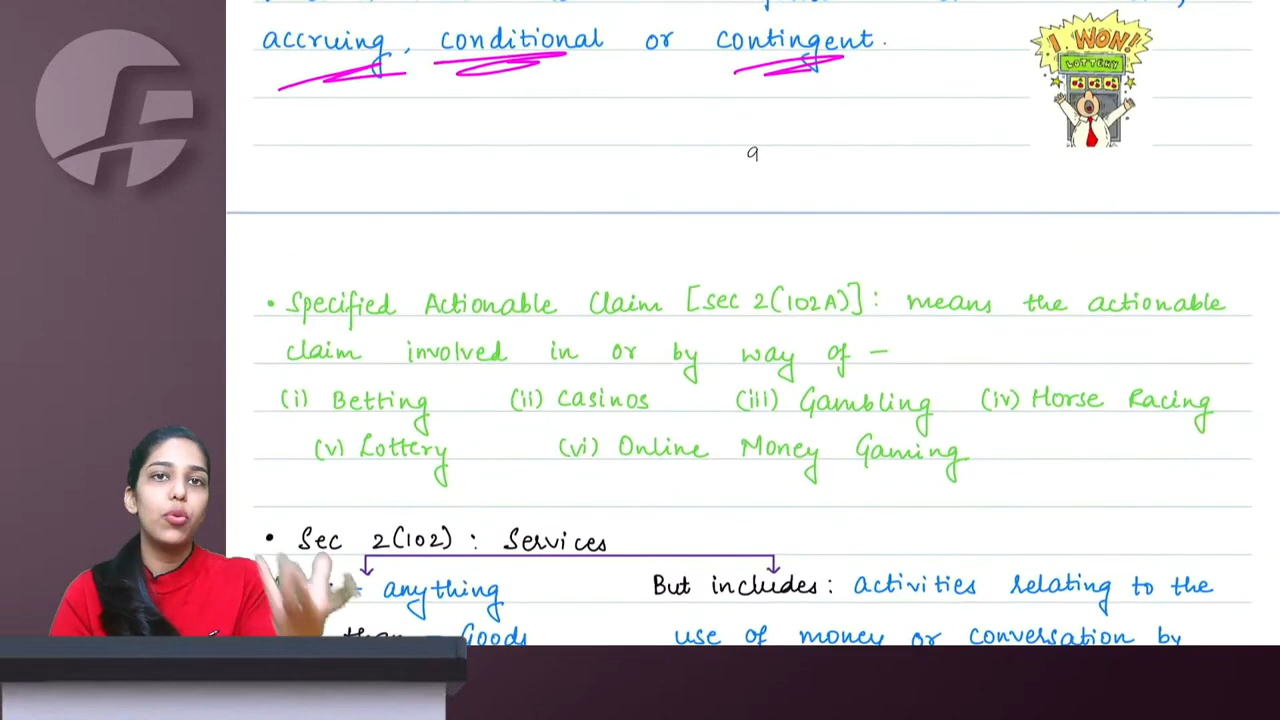 accruing, conditional or contingent.
I WON!
LOTTERY
9
• Specified Actionable Claim [sec 2(102A)]: means the actionable
claim involved in or by way of –
(i) Betting (ii) Casinos (iii) Gambling (iv) Horse Racing
(v) Lottery (vi) Online Money Gaming
• Sec 2(102) : Services
anything But includes: activities relating to the
than Goods use of money or conversation by